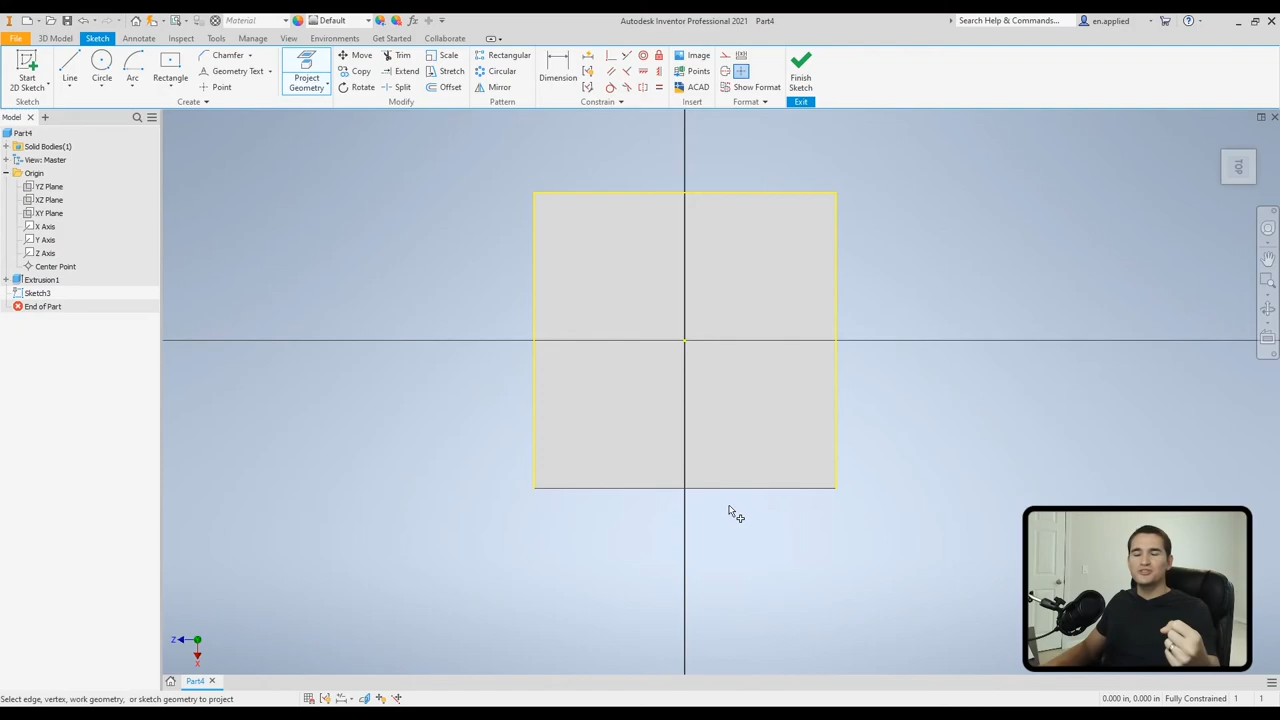 Material
Default
Autodesk Inventor Professional 2021 Part4
Search Help & Commands...
en.applied
File
3D Model
Sketch
Annotate
Inspect
Tools
Manage
View
Environments
Get Started
Collaborate
Start
2D Sketch
Line
Circle
Arc
Rectangle
Chamfer
Geometry Text
Point
Project
Geometry
Move
Copy
Rotate
Trim
Extend
Split
Scale
Stretch
Offset
Rectangular
Circular
Mirror
Dimension
Image
Points
ACAD
Show Format
Finish
Sketch
Sketch
Create
Modify
Pattern
Constrain
Insert
Format
Exit
Model
Part4
Solid Bodies(1)
View: Master
Origin
YZ Plane
XZ Plane
XY Plane
X Axis
Y Axis
Z Axis
Center Point
Extrusion1
Sketch3
End of Part
TOP
Z
X
Part4
Select edge, vertex, work geometry, or sketch geometry to project
0.000 in, 0.000 in Fully Constrained 1 1